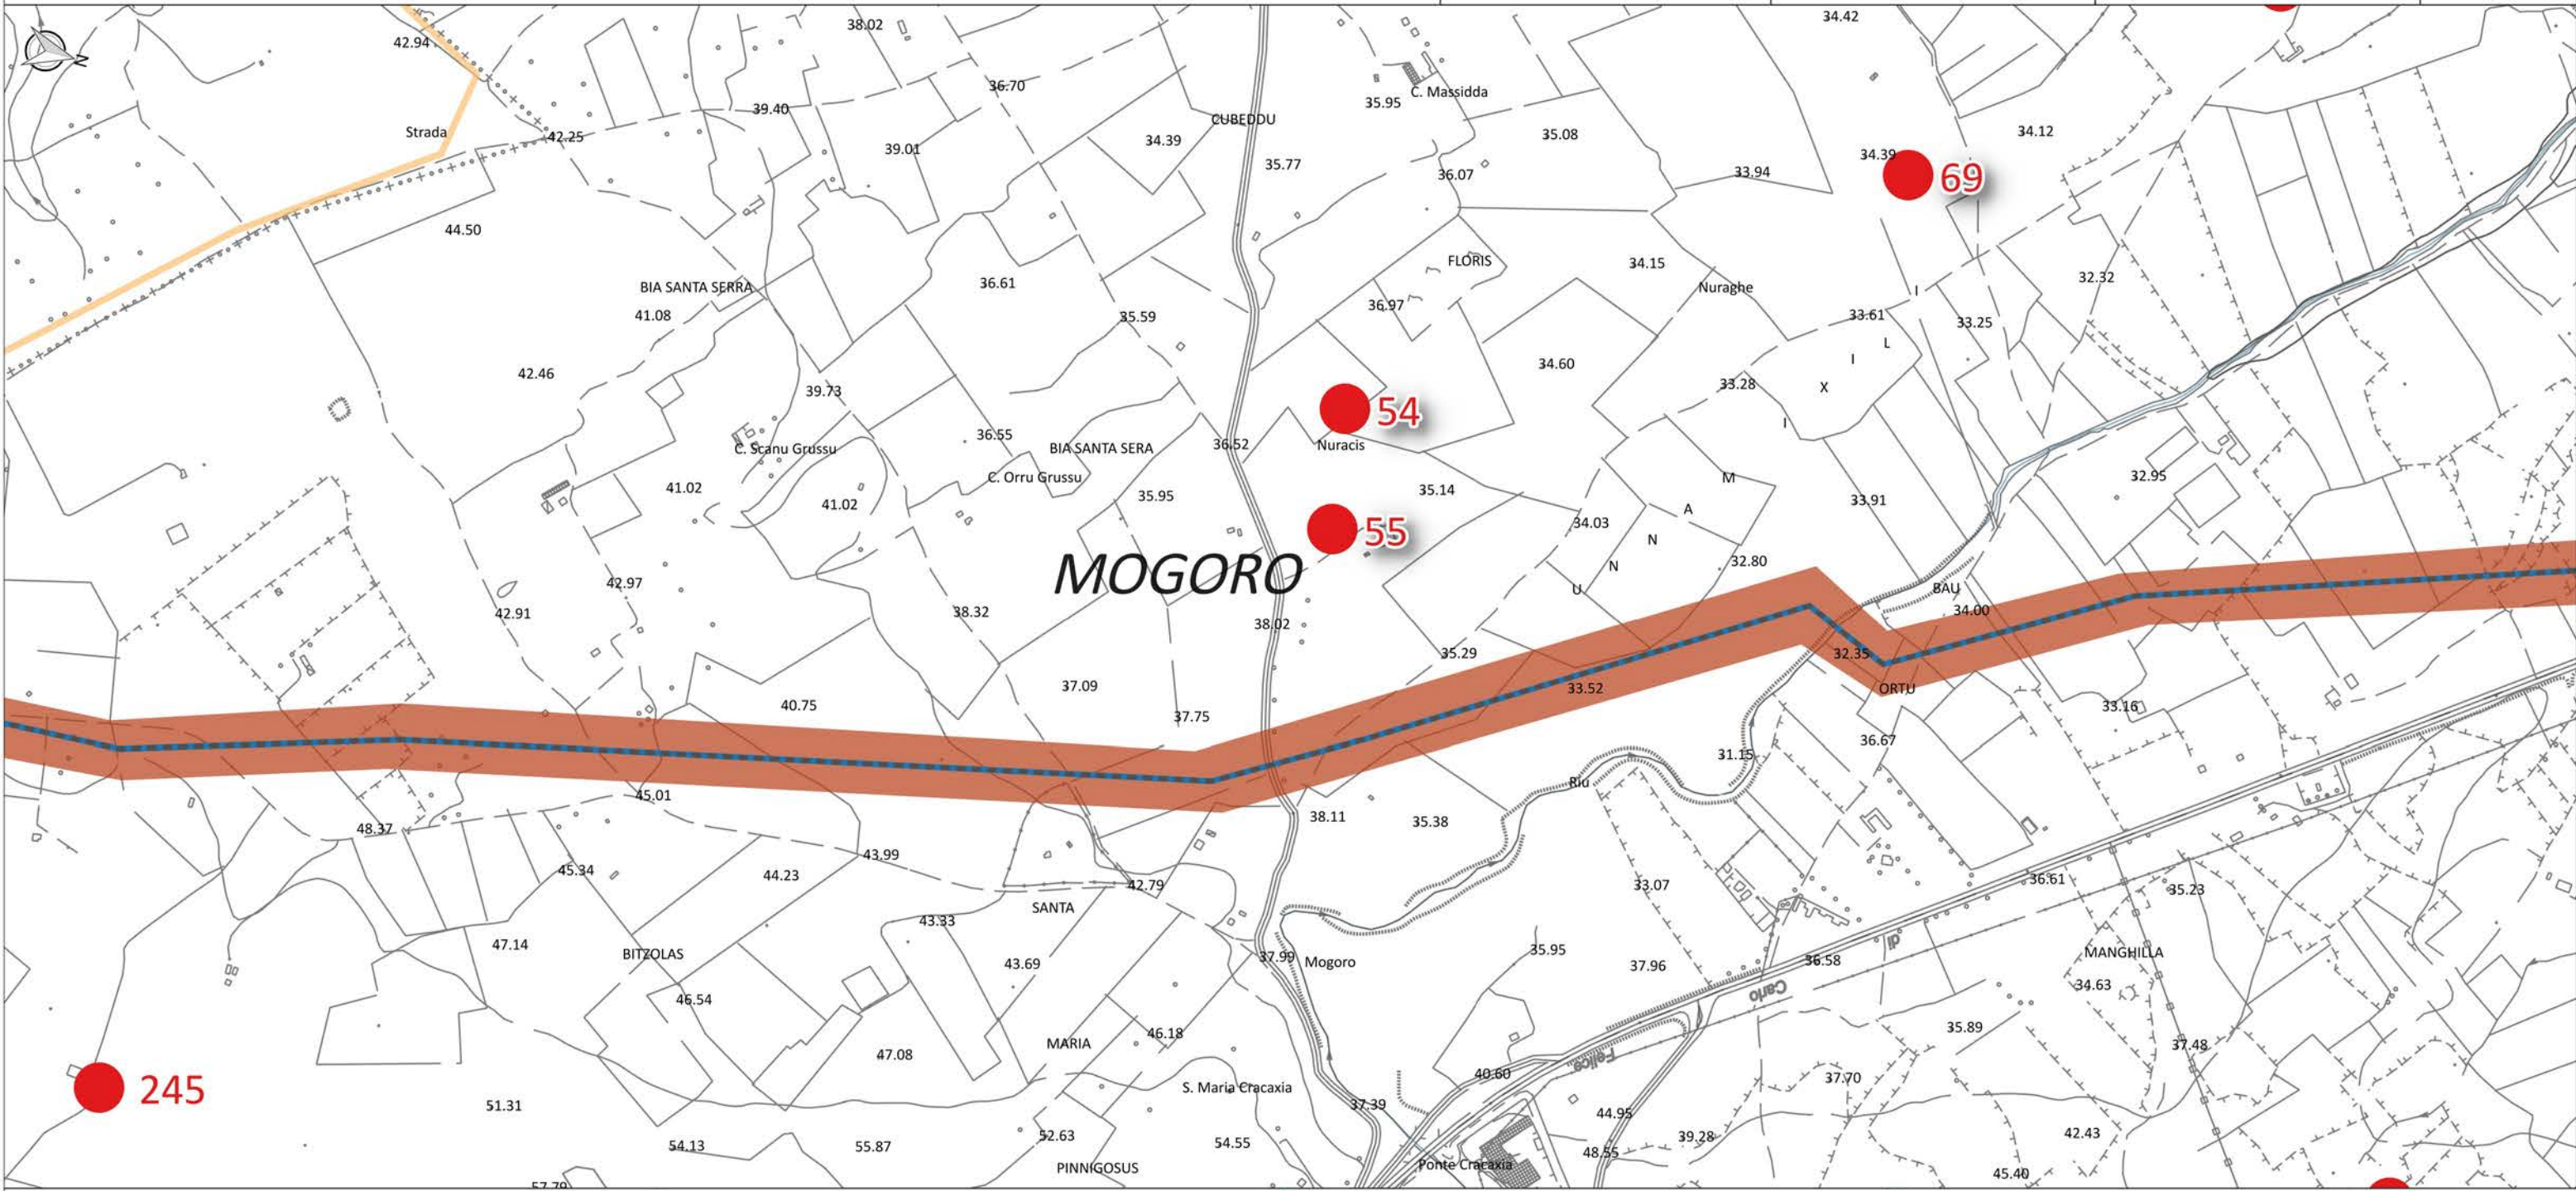 38.02
34.42
42.94
N
36.70
C. Massidda
35.95
39.40
CUBEDDU
Strada
42.25
34.12
35.08
34.39
39.01
35.77
34.39
36.07
33.94
69
44.50
FLORIS
34.15
32.32
36.61
BIA SANTA SERRA
Nuraghe
36.97
41.08
35.59
33.61
33.25
I
L
I
X
I
34.60
42.46
33.28
39.73
54
36.55
36.52
Nuracis
BIA SANTA SERA
C. Scanu Grussu
C. Orru Grussu
32.95
M
41.02
35.14
35.95
33.91
41.02
A
34.03
55
N
32.80
N
MOGORO
42.97
U
BAU
34.00
42.91
38.32
38.02
35.29
32.35
37.09
33.52
ORTU
40.75
33.16
37.75
36.67
31.15
Riu
45.01
38.11
35.38
48.37
43.99
45.34
44.23
36.61
42.79
33.07
35.23
SANTA
43.33
47.14
di
35.95
BITZOLAS
MANGHILLA
37.99
Mogoro
36.58
43.69
37.96
34.63
Carlo
46.54
35.89
46.18
MARIA
37.48
47.08
Felice"
40.60
37.70
245
S. Maria Cracaxia
51.31
37.39
44.95
52.63
39.28
42.43
54.55
54.13
55.87
48.55
Ponte Cracaxia
PINNIGOSUS
45.40
57.79